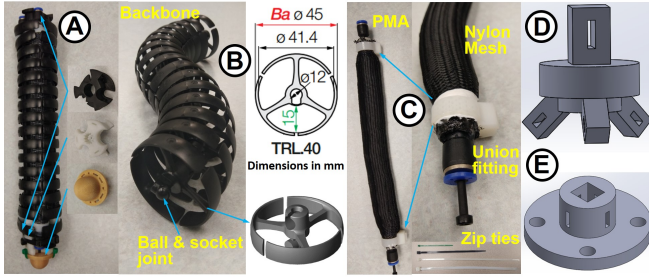 A
Backbone
B
Ba ø 45
ø 41.4
ø12
15
TRL.40
Dimensions in mm
Ball & socket
joint
PMA
C
Nylon
Mesh
Union
fitting
Zip ties
D
E